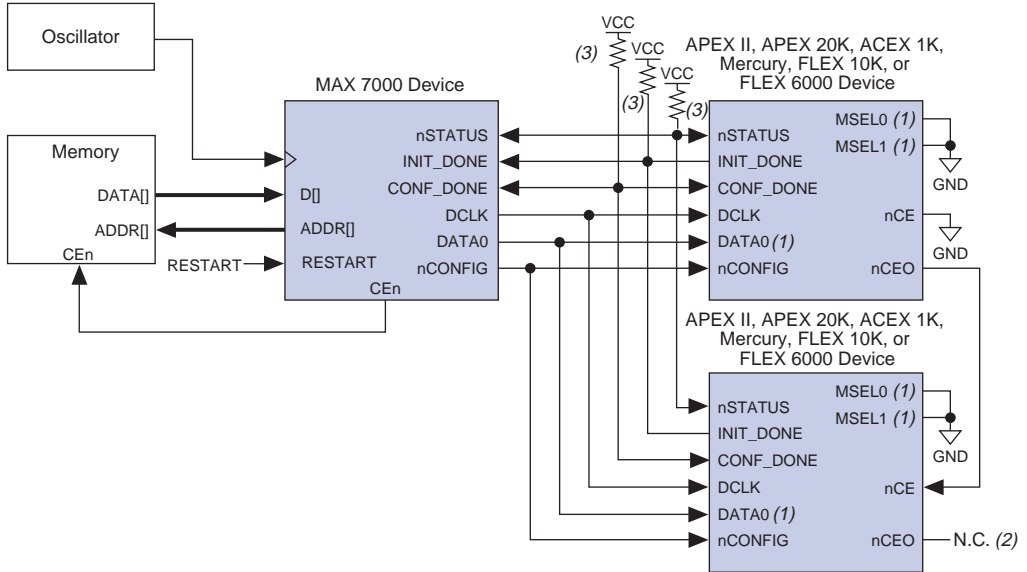 Oscillator
Memory
DATA[]
ADDR[]
CEn
RESTART
MAX 7000 Device
nSTATUS
INIT_DONE
CONF_DONE
D[]
DCLK
ADDR[]
DATA0
RESTART
nCONFIG
CEn
VCC
(3)
VCC
(3)
VCC
(3)
APEX II, APEX 20K, ACEX 1K,
Mercury, FLEX 10K, or
FLEX 6000 Device
MSEL0 (1)
nSTATUS
MSEL1 (1)
INIT_DONE
GND
CONF_DONE
DCLK
nCE
DATA0 (1)
GND
nCONFIG
nCEO
APEX II, APEX 20K, ACEX 1K,
Mercury, FLEX 10K, or
FLEX 6000 Device
MSEL0 (1)
nSTATUS
MSEL1 (1)
INIT_DONE
GND
CONF_DONE
DCLK
nCE
DATA0 (1)
nCONFIG
nCEO
N.C. (2)